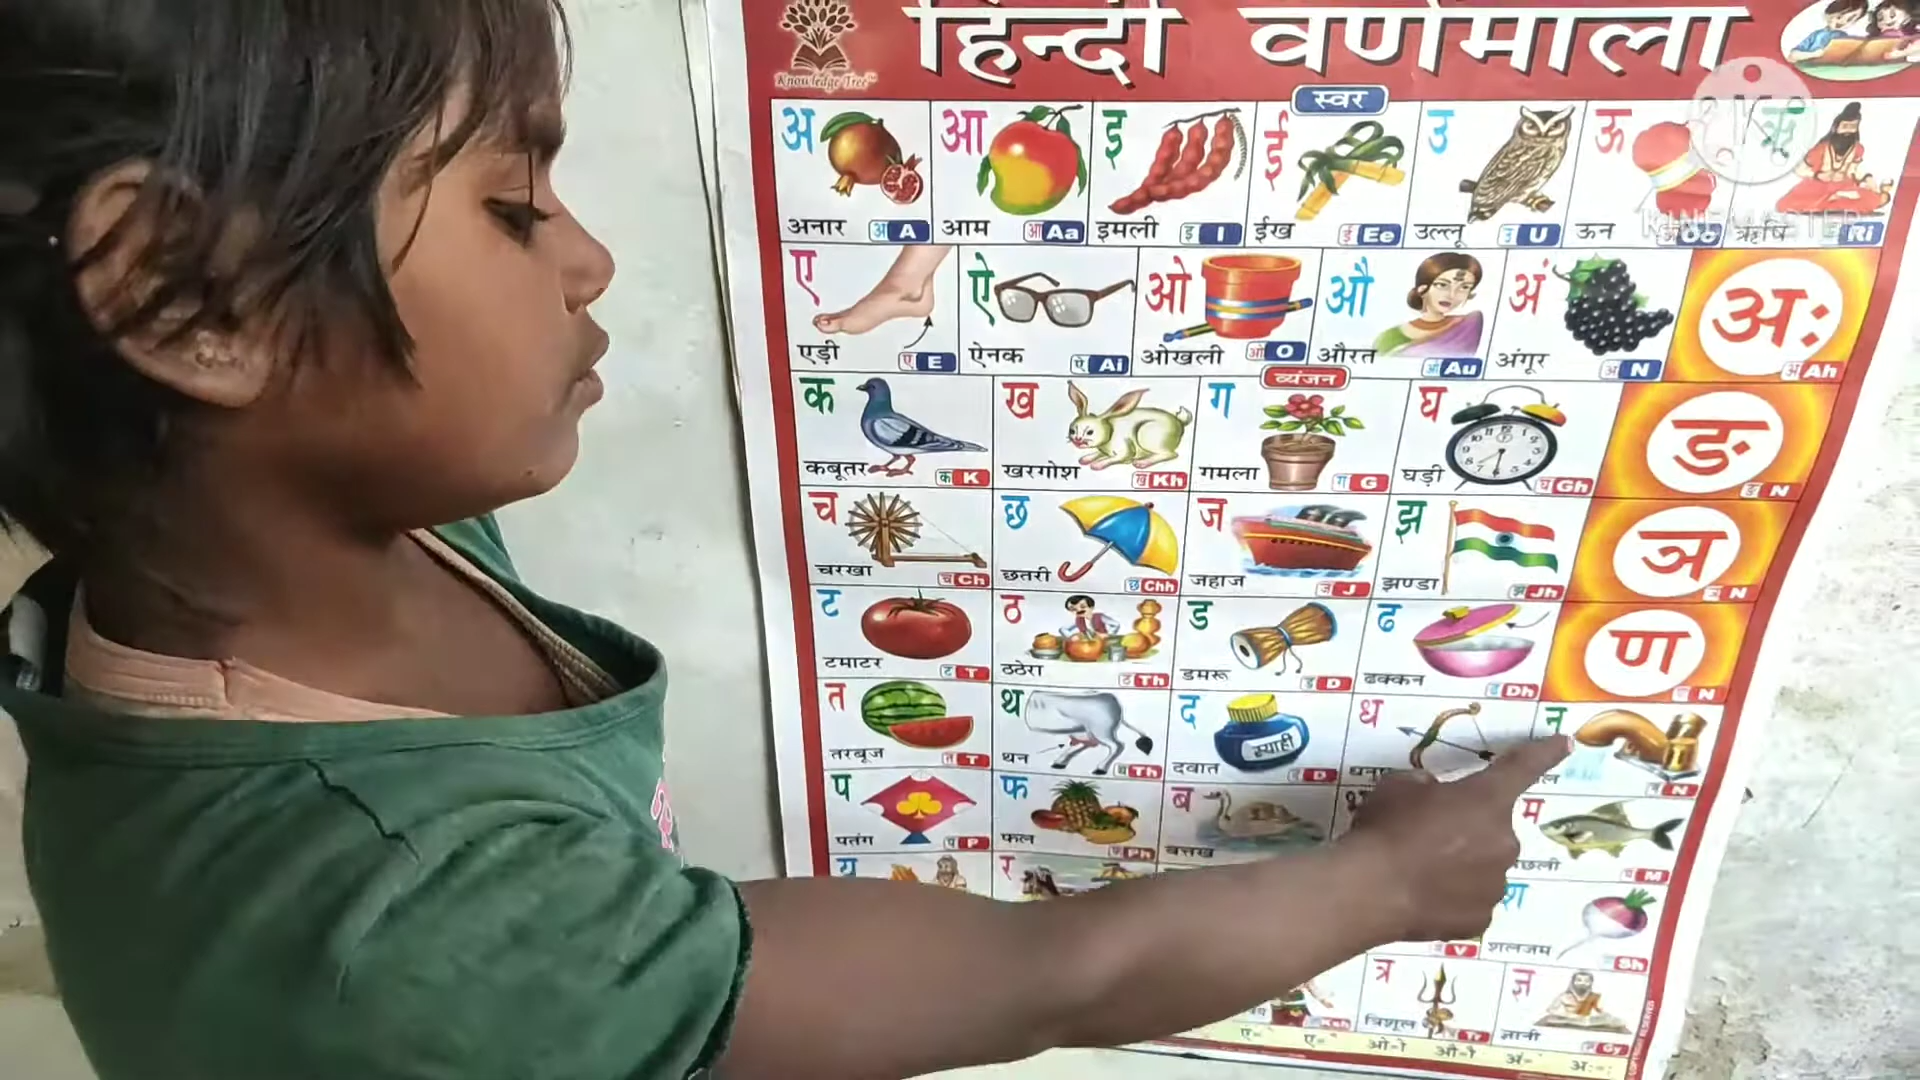 हिन्दी वर्णमाला
Knowledge Tree
KINEMASTER
स्वर
अ आ इ ई उ ऊ ऋ
अनार अ A आम आ Aa इमली इ I ईख ई Ee उल्लू उ U ऊन Oo ऋषि Ri
ए ऐ ओ औ अं अः
एड़ी ए E ऐनक ऐ Ai ओखली ओ O औरत औ Au अंगूर अं N अः Ah
व्यंजन
क ख ग घ ङ
कबूतर क K खरगोश ख Kh गमला ग G घड़ी घ Gh ङ N
च छ ज झ ञ
चरखा च Ch छतरी छ Chh जहाज ज J झण्डा झ Jh ञ N
ट ठ ड ढ ण
टमाटर ट T ठठेरा ठ Th डमरू ड D ढक्कन ढ Dh ण N
त थ द ध न
स्याही
तरबूज त T थन थ Th दवात द D N
प फ ब म
पतंग प P फल फ Ph बत्तख म M
य र श
V शलजम Sh
त्र ज्ञ
Ksh त्रिशूल Tr ज्ञानी Gy